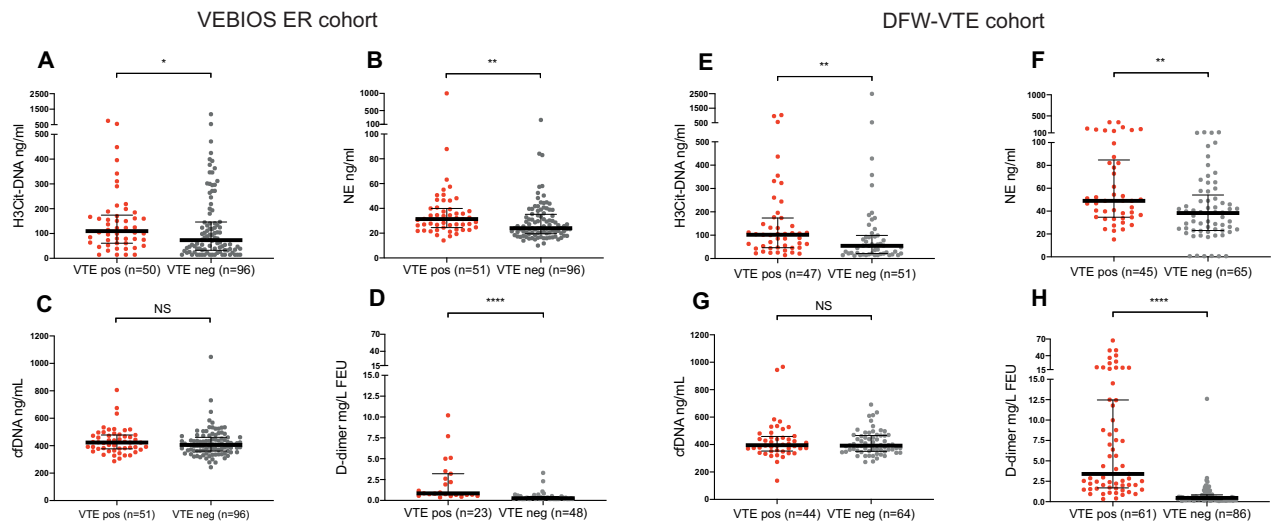 VEBIOS ER cohort
DFW-VTE cohort
A
*
H3Cit-DNA ng/ml
2500
1500
500
500
400
300
200
100
0
VTE pos (n=50)
VTE neg (n=96)
B
**
NE ng/ml
1000
500
100
100
80
60
40
20
0
VTE pos (n=51)
VTE neg (n=96)
E
**
H3Cit-DNA ng/ml
2500
1500
500
500
400
300
200
100
0
VTE pos (n=47)
VTE neg (n=51)
F
**
NE ng/ml
1000
500
100
100
80
60
40
20
0
VTE pos (n=45)
VTE neg (n=65)
C
NS
cfDNA ng/mL
1200
1000
800
600
400
200
0
VTE pos (n=51)
VTE neg (n=96)
D
****
D-dimer mg/L FEU
70
40
15
15.0
12.5
10.0
7.5
5.0
2.5
0.0
VTE pos (n=23)
VTE neg (n=48)
G
NS
cfDNA ng/mL
1200
1000
800
600
400
200
0
VTE pos (n=44)
VTE neg (n=64)
H
****
D-dimer mg/L FEU
70
40
15
15.0
12.5
10.0
7.5
5.0
2.5
0.0
VTE pos (n=61)
VTE neg (n=86)